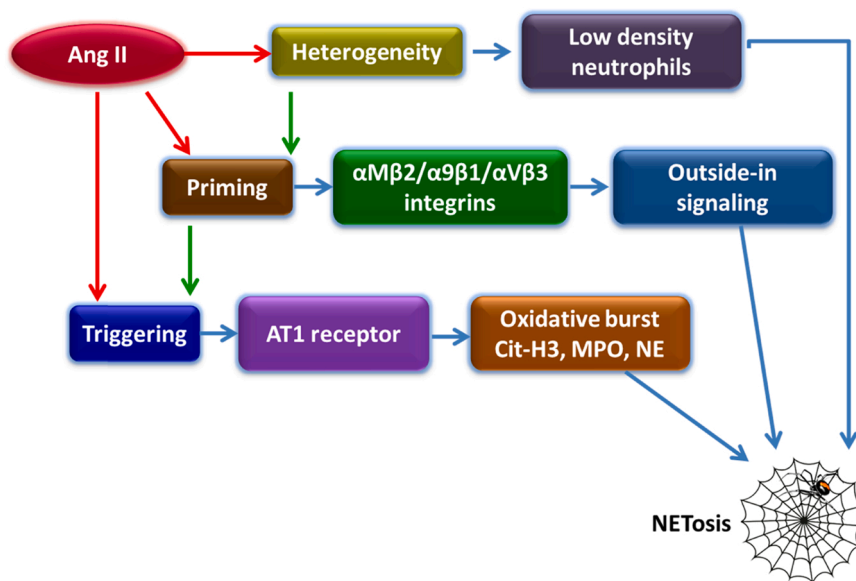 Ang II
Heterogeneity
Low density
neutrophils
Priming
αMβ2/α9β1/αVβ3
integrins
Outside-in
signaling
Triggering
AT1 receptor
Oxidative burst
Cit-H3, MPO, NE
NETosis